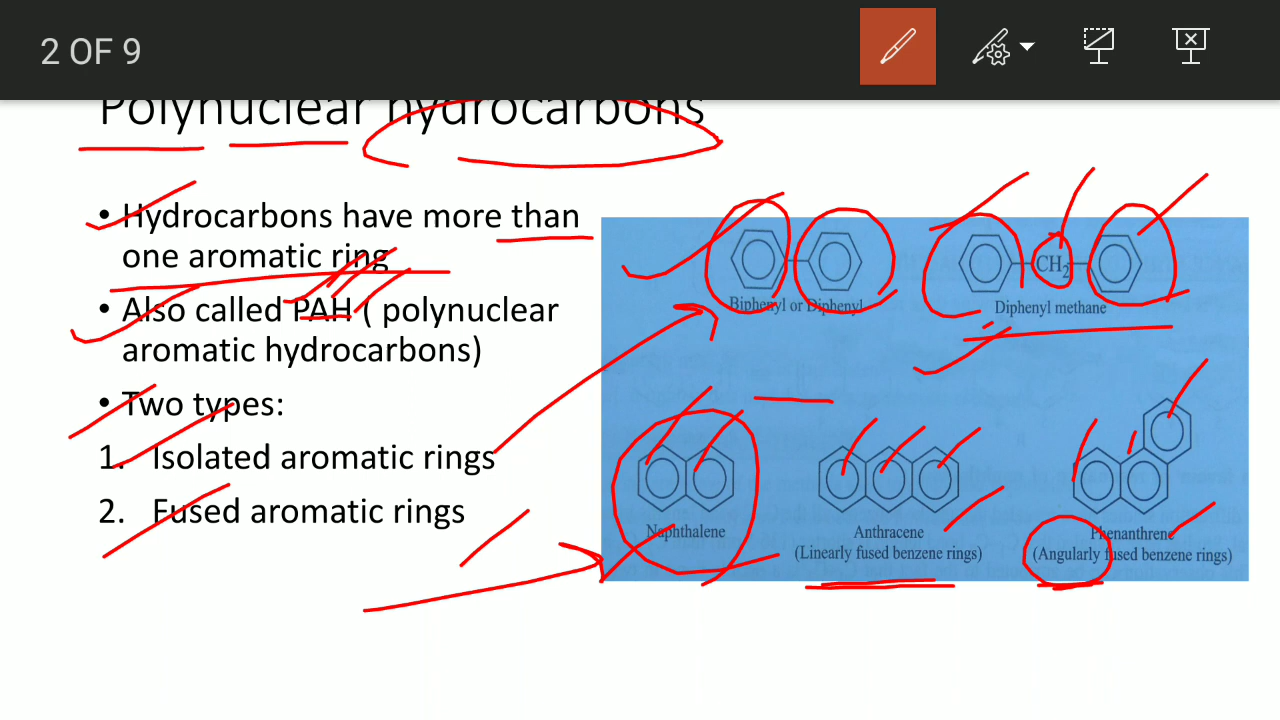 2 OF 9
Polynuclear hydrocarbons
• Hydrocarbons have more than
one aromatic ring
• Also called PAH ( polynuclear
aromatic hydrocarbons)
• Two types:
1. Isolated aromatic rings
2. Fused aromatic rings
CH2
Biphenyl or Diphenyl
Diphenyl methane
Naphthalene
Anthracene
(Linearly fused benzene rings)
Phenanthrene
(Angularly fused benzene rings)